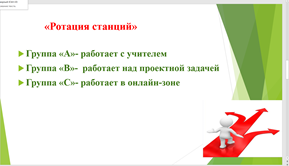 «Ротация станций»
Группа «А»- работает с учителем
Группа «В»- работает над проектной задачей
Группа «С»- работает в онлайн-зоне